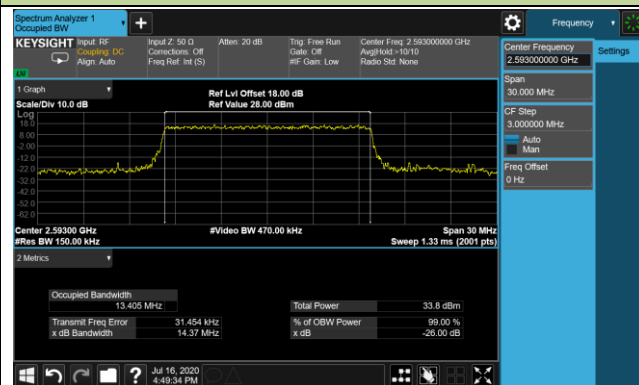 Spectrum Analyzer 1
Occupied BW
Frequency
KEYSIGHT
Input: RF
Coupling: DC
Align: Auto
Input Z: 50 Ω
Corrections: Off
Freq Ref: Int (S)
Atten: 20 dB
Trig: Free Run
Gate: Off
#IF Gain: Low
Center Freq: 2.593000000 GHz
Avg|Hold:>10/10
Radio Std: None
Center Frequency
2.593000000 GHz
Settings
Span
30.000 MHz
CF Step
3.000000 MHz
Auto
Man
Freq Offset
0 Hz
1 Graph
Scale/Div 10.0 dB
Ref Lvl Offset 18.00 dB
Ref Value 28.00 dBm
Log
18.0
8.00
-2.00
-12.0
-22.0
-32.0
-42.0
-52.0
-62.0
Center 2.59300 GHz
#Res BW 150.00 kHz
#Video BW 470.00 kHz
Span 30 MHz
Sweep 1.33 ms (2001 pts)
2 Metrics
Occupied Bandwidth
13.405 MHz
Total Power 33.8 dBm
Transmit Freq Error 31.454 kHz
% of OBW Power 99.00 %
x dB Bandwidth 14.37 MHz
x dB -26.00 dB
Jul 16, 2020
4:49:34 PM